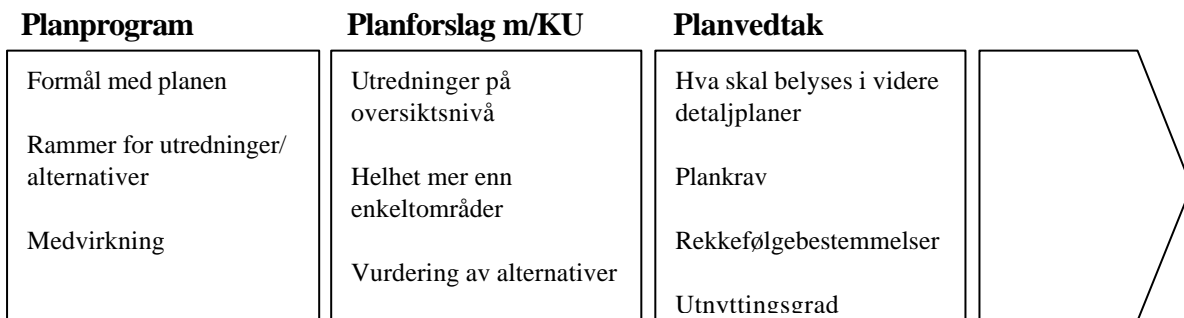 Planprogram
Formål med planen
Rammer for utredninger/
alternativer
Medvirkning
Planforslag m/KU
Utredninger på
oversiktsnivå
Helhet mer enn
enkeltområder
Vurdering av alternativer
Planvedtak
Hva skal belyses i videre
detaljplaner
Plankrav
Rekkefølgebestemmelser
Utnyttingsgrad